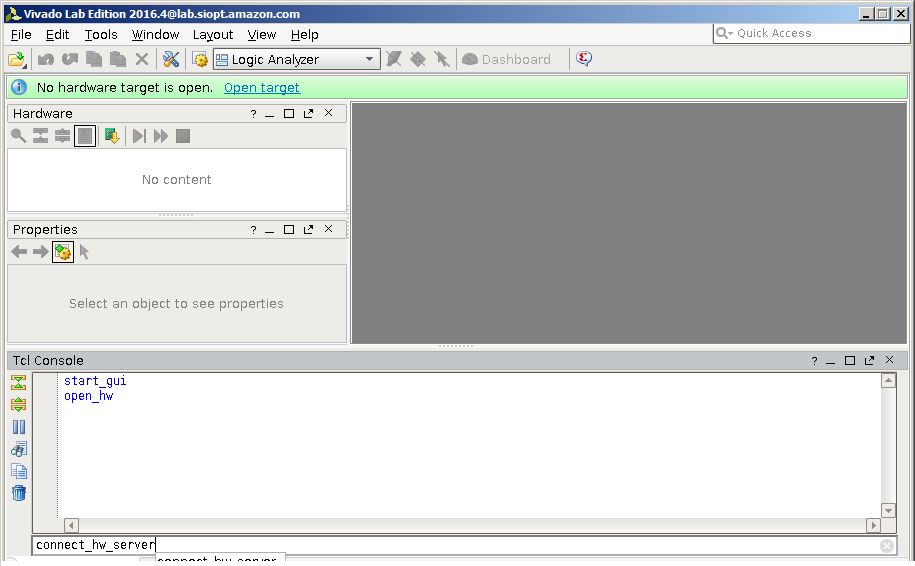 Vivado Lab Edition 2016.4@lab.siopt.amazon.com
File Edit Tools Window Layout View Help
Quick Access
Logic Analyzer
Dashboard
No hardware target is open. Open target
Hardware
No content
Properties
Select an object to see properties
Tcl Console
start_gui
open_hw
connect_hw_server
connect_hw_server